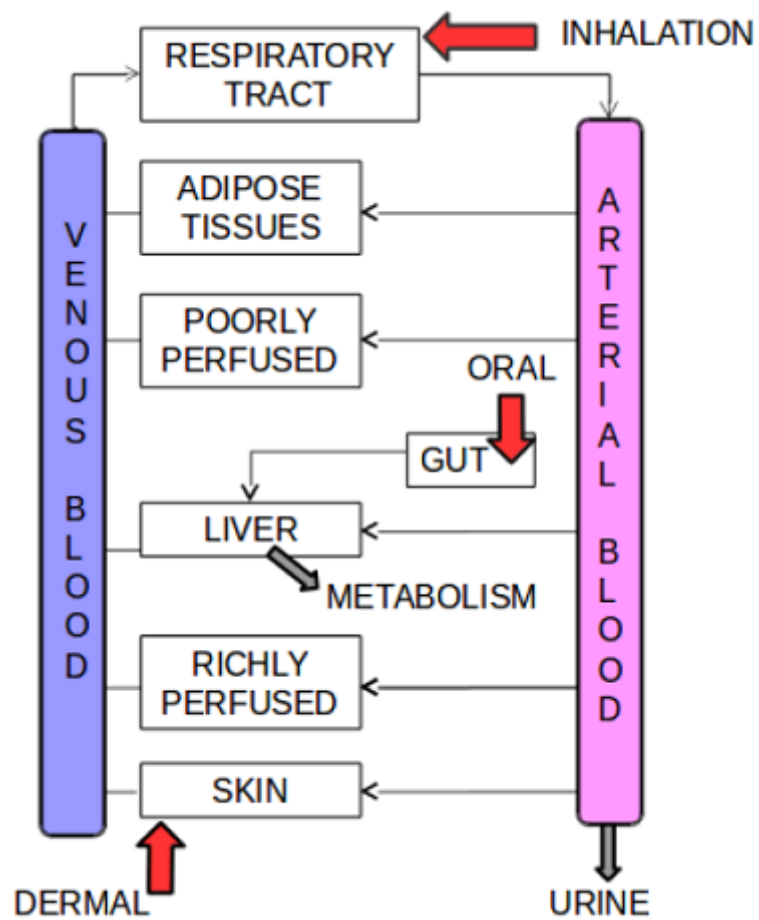 INHALATION
RESPIRATORY
TRACT
ADIPOSE
TISSUES
VENOUS BLOOD
ARTERIAL BLOOD
POORLY
PERFUSED
ORAL
GUT
LIVER
METABOLISM
RICHLY
PERFUSED
SKIN
DERMAL
URINE